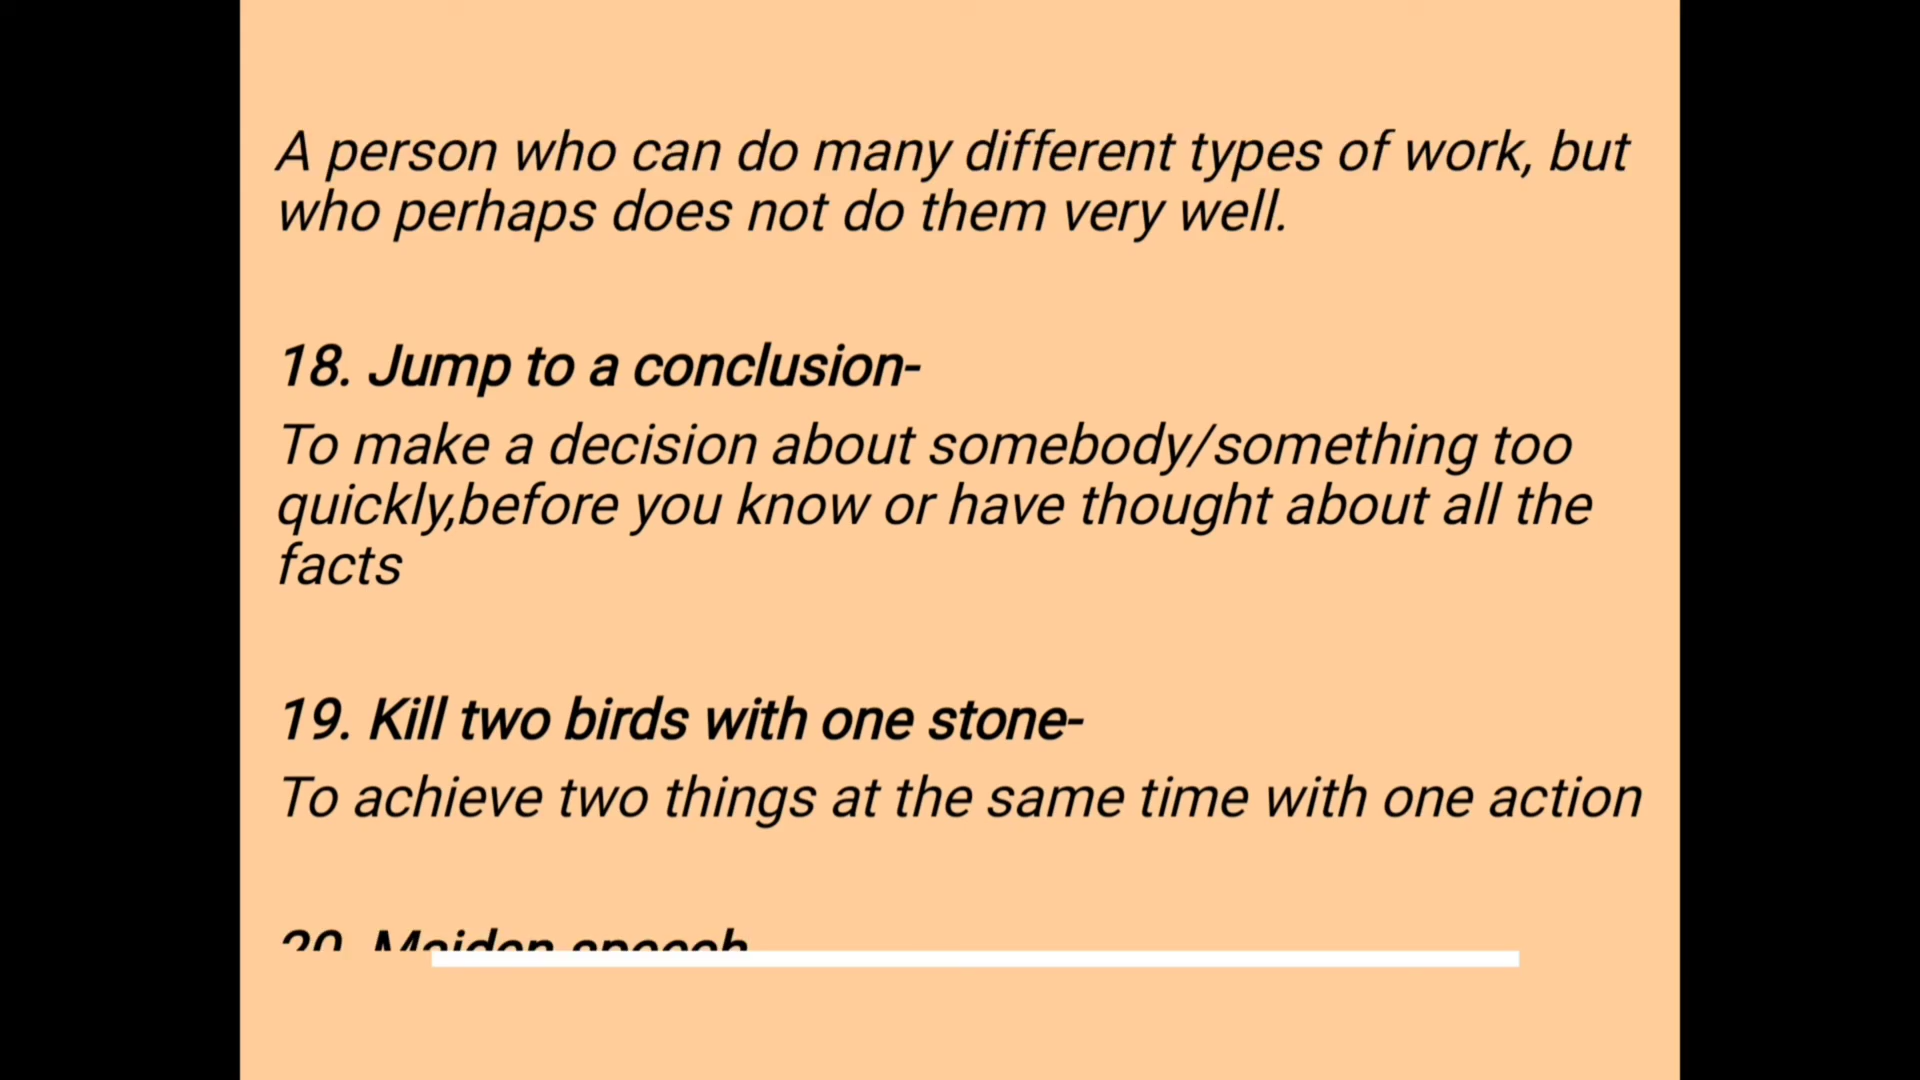 A person who can do many different types of work, but
who perhaps does not do them very well.
18. Jump to a conclusion-
To make a decision about somebody/something too
quickly,before you know or have thought about all the
facts
19. Kill two birds with one stone-
To achieve two things at the same time with one action
20. Maiden speech